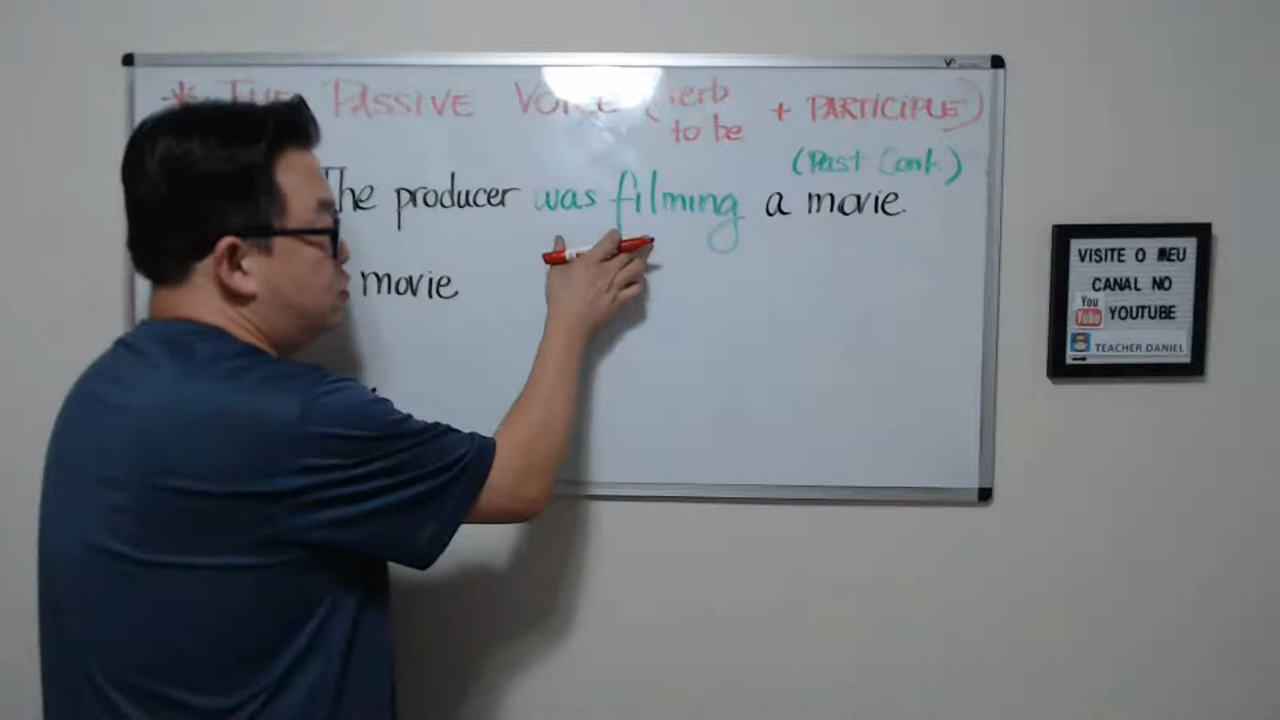 * THE PASSIVE VOICE (verb to be + PARTICIPLE)
(Past Cont.)
The producer was filming a movie.
movie
VISITE O MEU
CANAL NO
You Tube YOUTUBE
TEACHER DANIEL